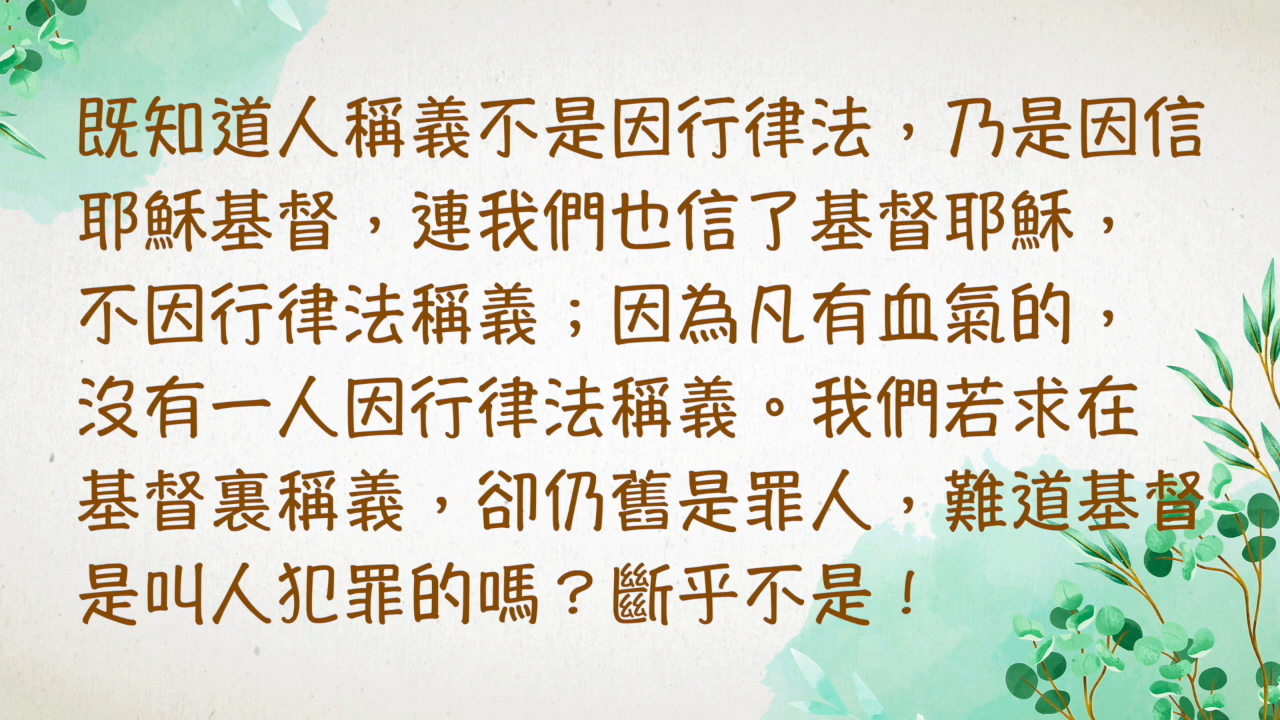 既知道人稱義不是因行律法，乃是因信
耶穌基督，連我們也信了基督耶穌，
不因行律法稱義；因為凡有血氣的，
沒有一人因行律法稱義。我們若求在
基督裏稱義，卻仍舊是罪人，難道基督
是叫人犯罪的嗎？斷乎不是！